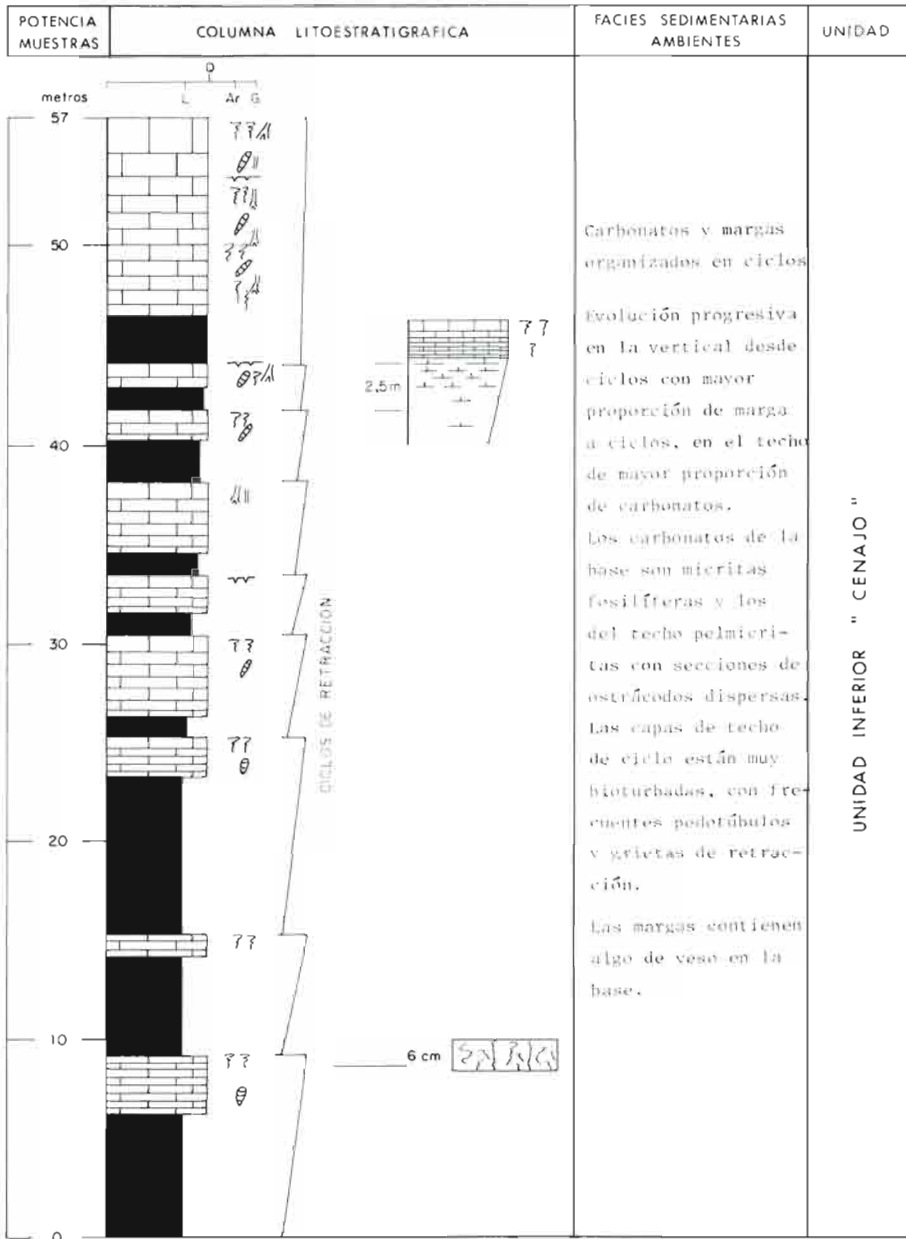 POTENCIA
MUESTRAS
COLUMNA LITOESTRATIGRAFICA
FACIES SEDIMENTARIAS
AMBIENTES
UNIDAD
O
L Ar G
metros
57
50
40
30
20
10
0
2,5m
6 cm
CICLOS DE RETRACCION
Carbonatos y margas
organizados en ciclos
Evolución progresiva
en la vertical desde
ciclos con mayor
proporción de marga
a ciclos, en el techo
de mayor proporción
de carbonatos.
Los carbonatos de la
base son micritas
fosilíferas y los
del techo pelmicri-
tas con secciones de
ostrácodos dispersas.
Las capas de techo
de ciclo están muy
bioturbadas, con fre-
cuentes pedotúbulos
y grietas de retrac-
ción.
Las margas contienen
algo de yeso en la
base.
UNIDAD INFERIOR " CENAJO "